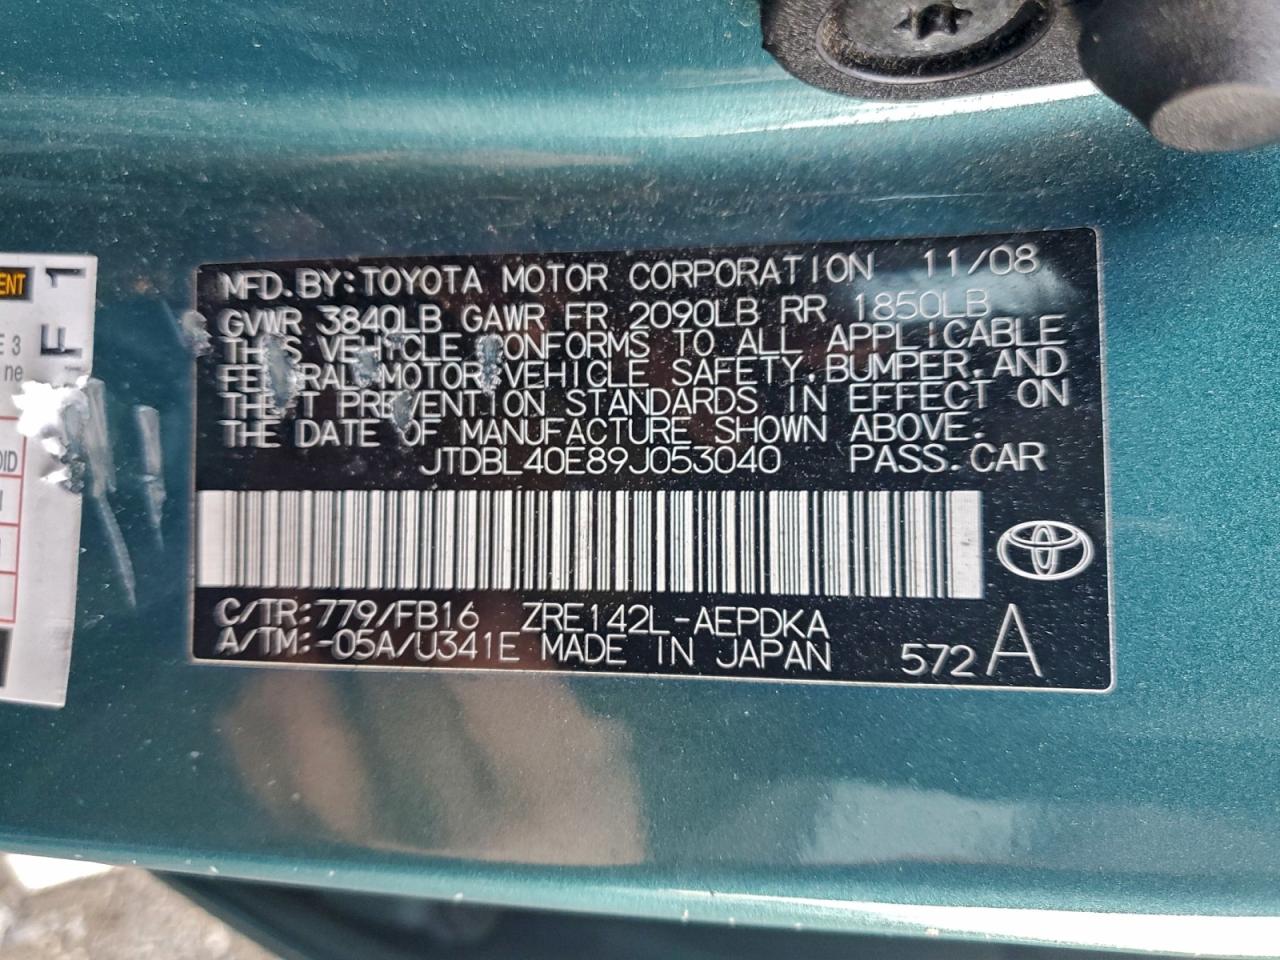 MFD.BY:TOYOTA MOTOR CORPORATION 11/08
GVWR 3840LB GAWR FR 2090LB RR 1850LB
THIS VEHICLE CONFORMS TO ALL APPLICABLE
FEDERAL MOTOR VEHICLE SAFETY,BUMPER,AND
THEFT PREVENTION STANDARDS IN EFFECT ON
THE DATE OF MANUFACTURE SHOWN ABOVE.
JTDBL40E89J053040 PASS.CAR
C/TR:779/FB16 ZRE142L-AEPDKA
A/TM:-05A/U341E MADE IN JAPAN 572 A
F1